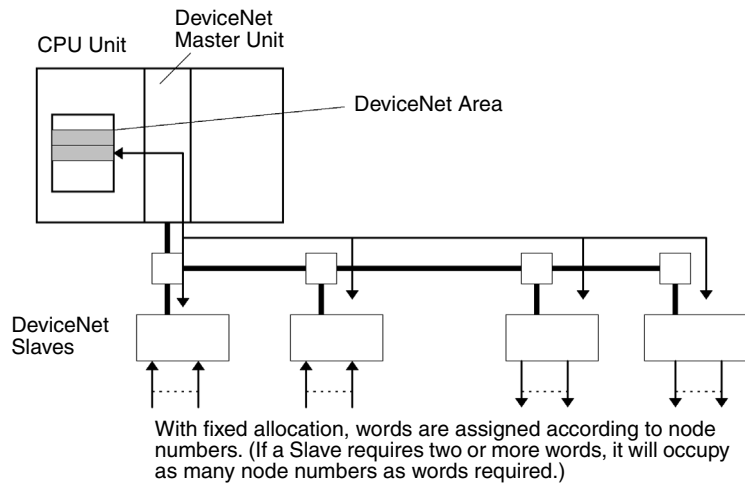 DeviceNet
Master Unit
CPU Unit
DeviceNet Area
DeviceNet
Slaves
With fixed allocation, words are assigned according to node
numbers. (If a Slave requires two or more words, it will occupy
as many node numbers as words required.)